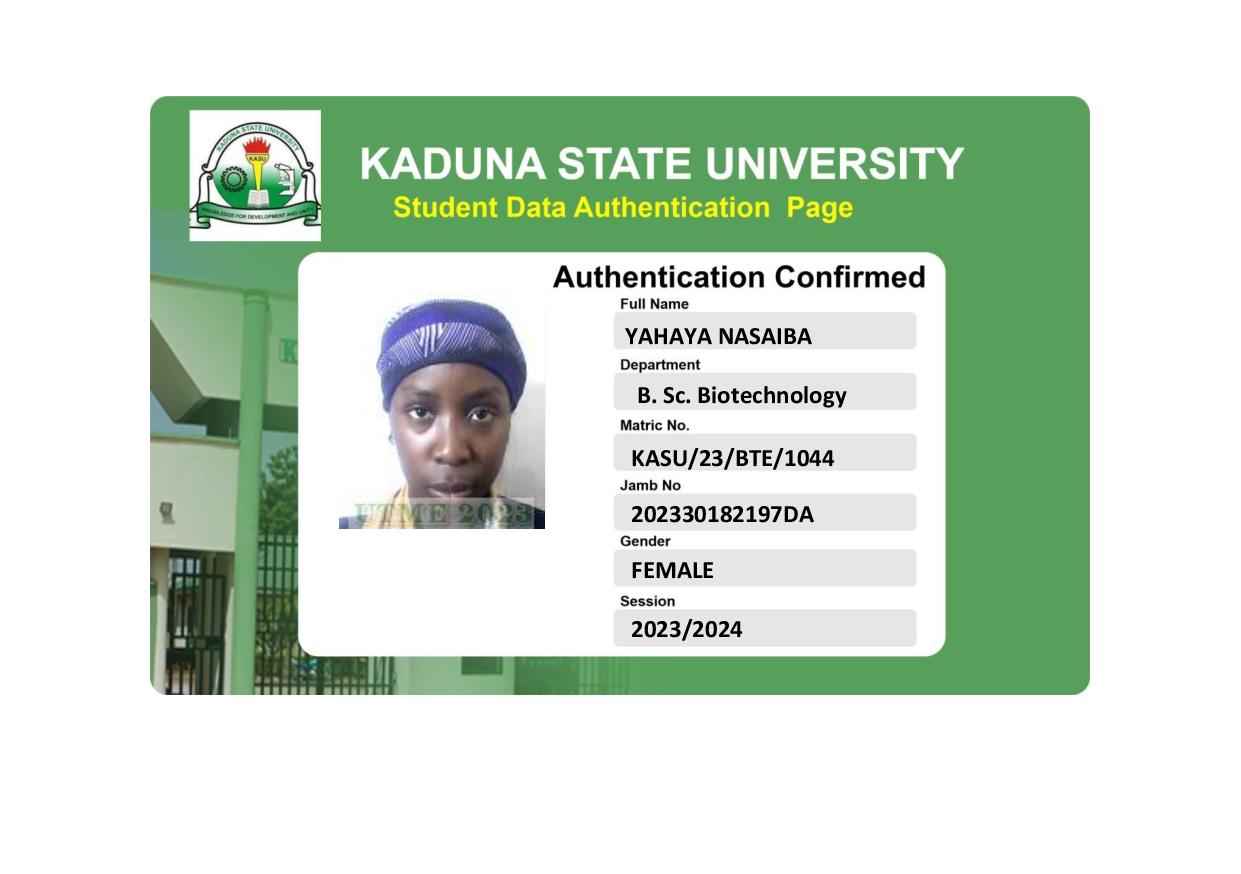 KADUNA STATE UNIVERSITY
KASU
KNOWLEDGE FOR DEVELOPMENT AND UNITY
KADUNA STATE UNIVERSITY
Student Data Authentication Page
Authentication Confirmed
Full Name
YAHAYA NASAIBA
Department
B. Sc. Biotechnology
Matric No.
KASU/23/BTE/1044
Jamb No
202330182197DA
Gender
FEMALE
Session
2023/2024
UTME 2023
K